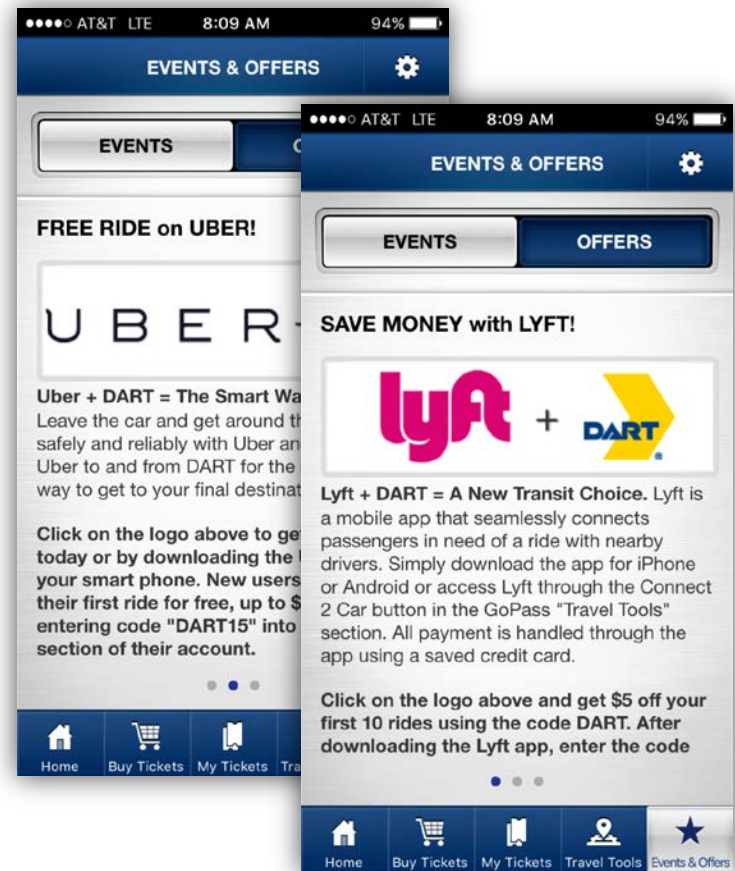 AT&T LTE 8:09 AM 94%
EVENTS & OFFERS
EVENTS
FREE RIDE on UBER!
UBER
Uber + DART = The Smart
Leave the car and get around
safely and reliably with Uber
Uber to and from DART for the
way to get to your final
Click on the logo above to
today or by downloading the
your smart phone. New users
their first ride for free, up to $
entering code "DART15" into
section of their account.
Home Buy Tickets My Tickets
AT&T LTE 8:09 AM 94%
EVENTS & OFFERS
EVENTS OFFERS
SAVE MONEY with LYFT!
lyft + DART
Lyft + DART = A New Transit Choice. Lyft is
a mobile app that seamlessly connects
passengers in need of a ride with nearby
drivers. Simply download the app for iPhone
or Android or access Lyft through the Connect
2 Car button in the GoPass "Travel Tools"
section. All payment is handled through the
app using a saved credit card.
Click on the logo above and get $5 off your
first 10 rides using the code DART. After
downloading the Lyft app, enter the code
Home Buy Tickets My Tickets Travel Tools Events & Offers